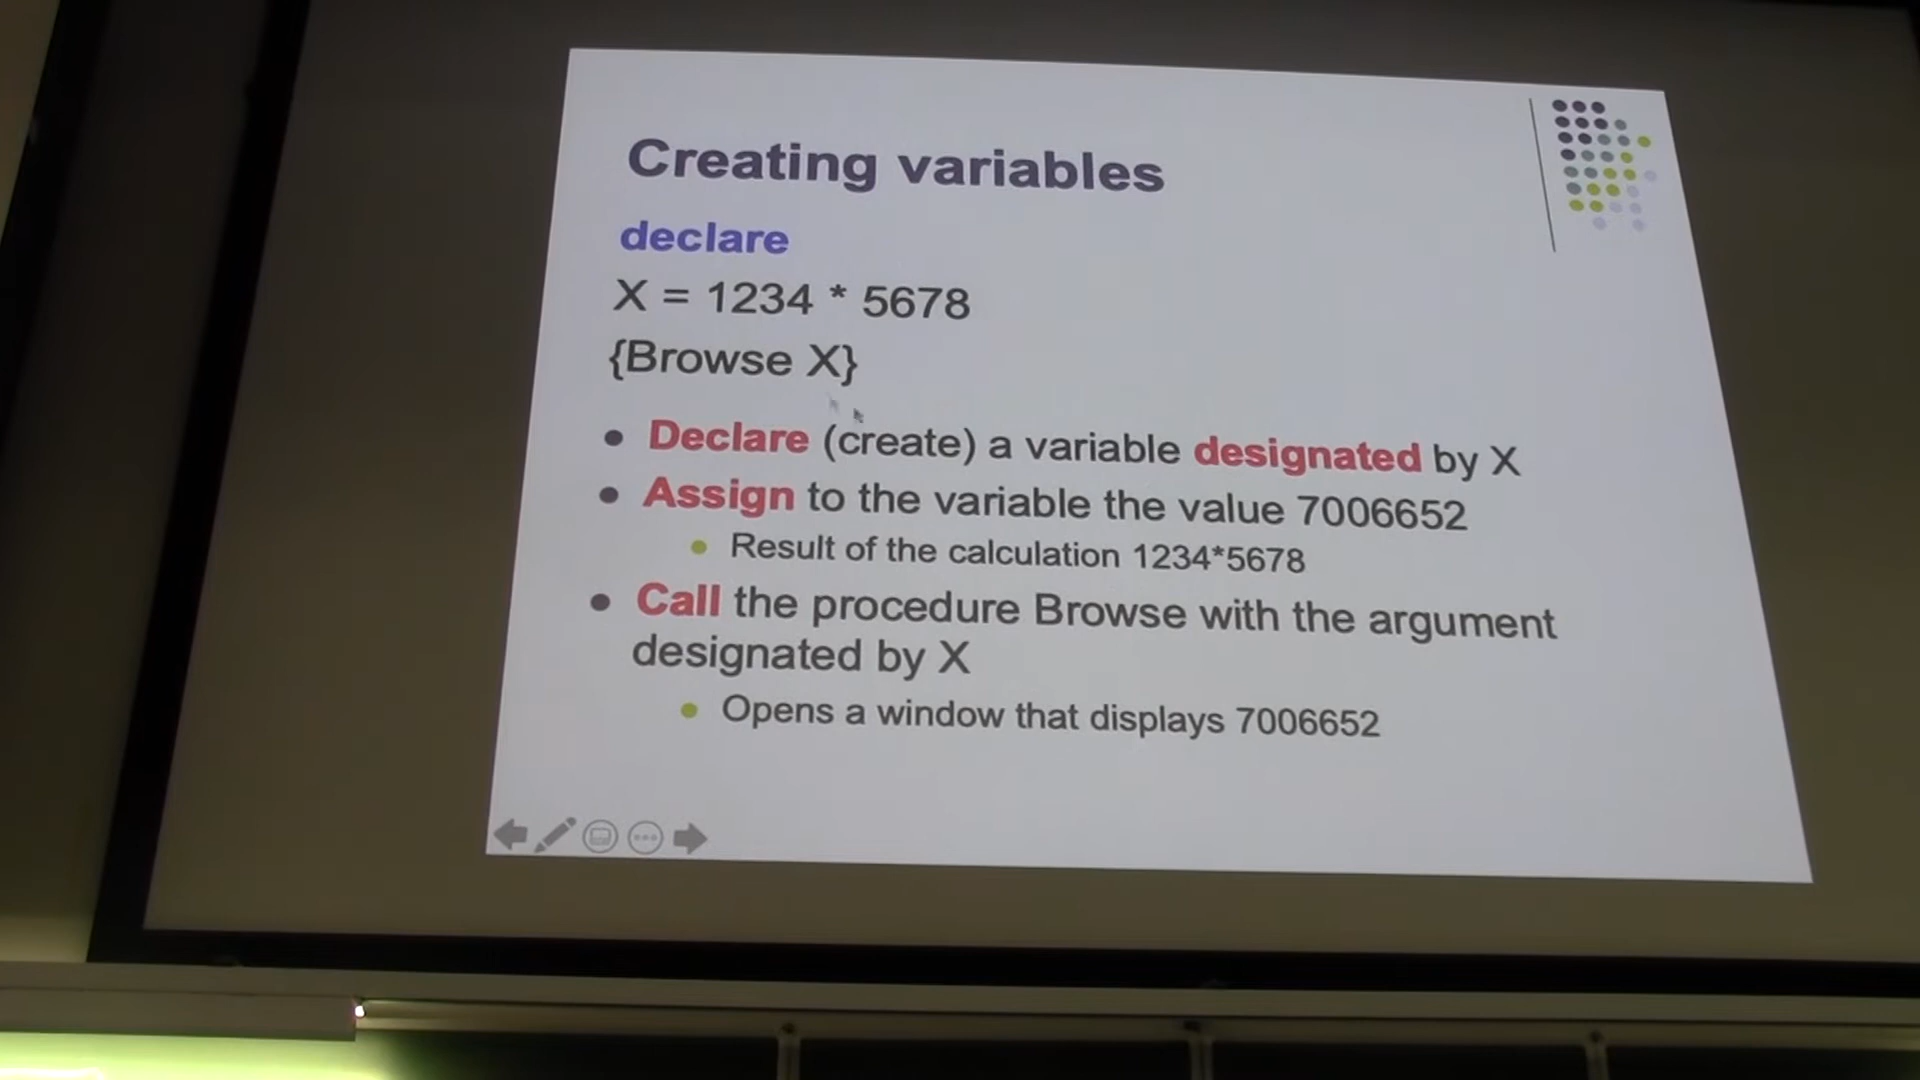 Creating variables
declare
X = 1234 * 5678
{Browse X}
• Declare (create) a variable designated by X
• Assign to the variable the value 7006652
• Result of the calculation 1234*5678
• Call the procedure Browse with the argument
designated by X
• Opens a window that displays 7006652